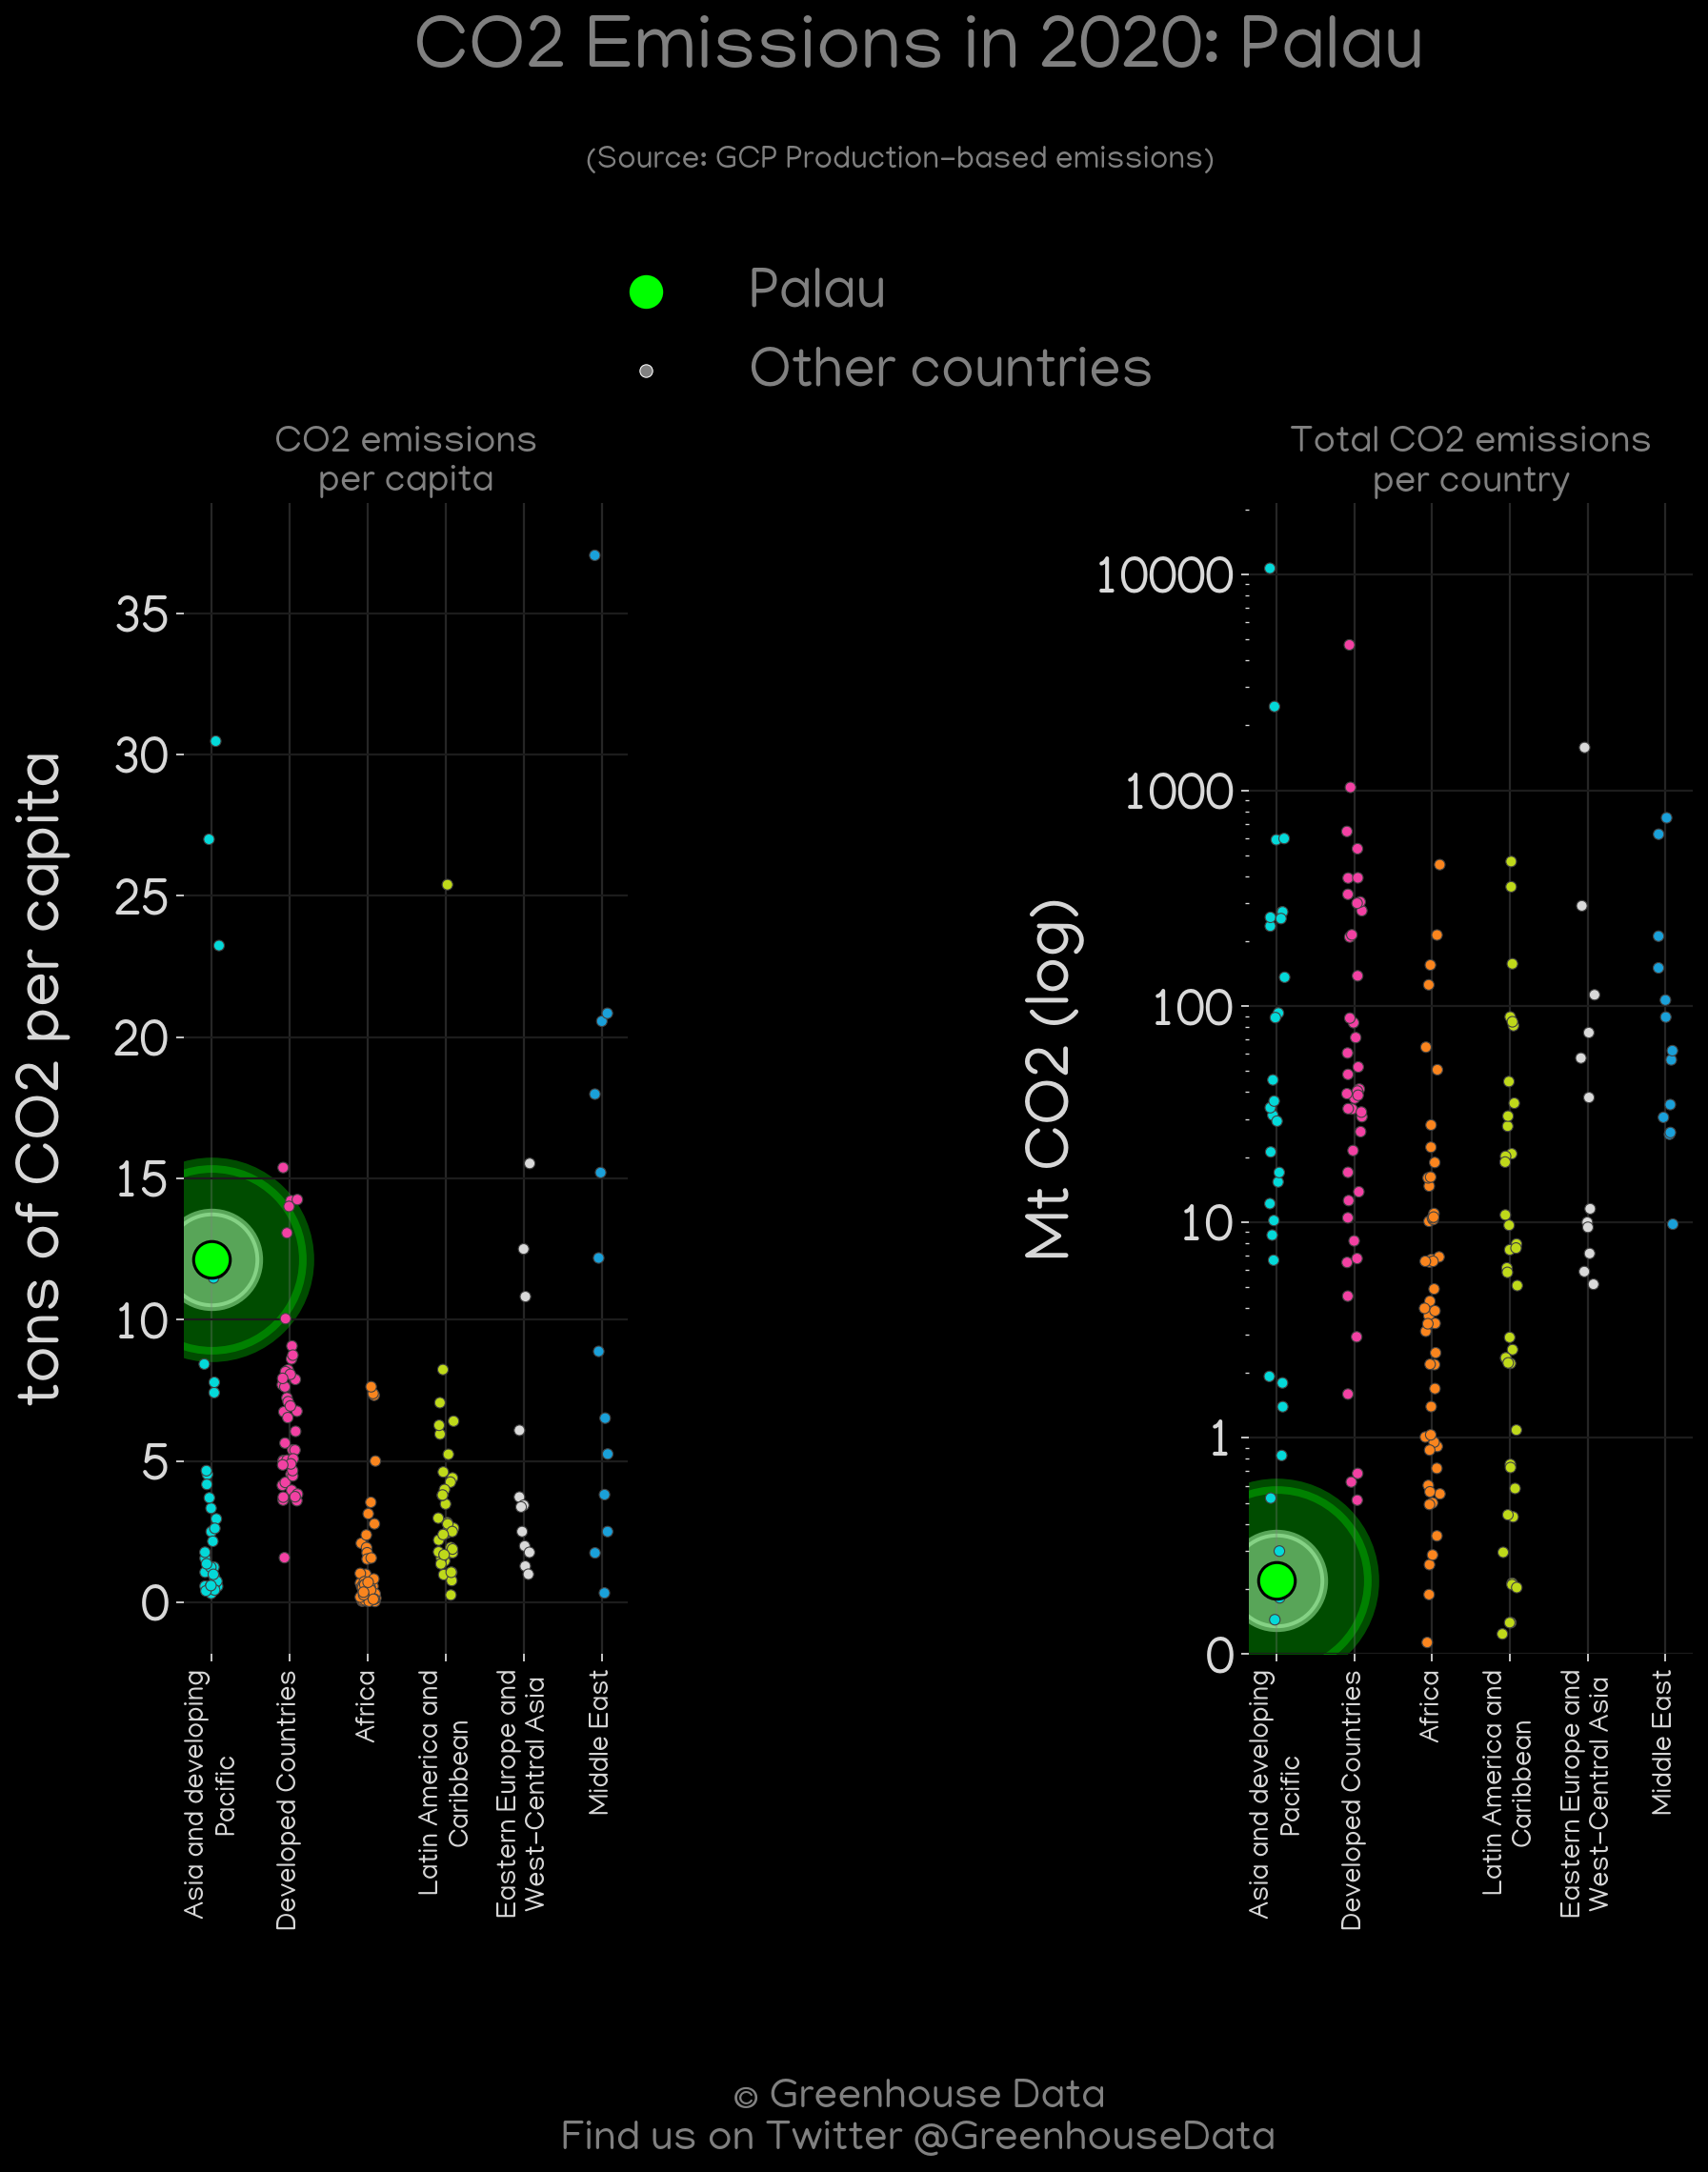 CO2 Emissions in 2020: Palau
(Source: GCP Production-based emissions)
Palau
Other countries
CO2 emissions
per capita
tons of CO2 per capita
35
30
25
20
15
10
5
0
Asia and developing
Pacific
Developed Countries
Africa
Latin America and
Caribbean
Eastern Europe and
West-Central Asia
Middle East
Total CO2 emissions
per country
Mt CO2 (log)
10000
1000
100
10
1
0
Asia and developing
Pacific
Developed Countries
Africa
Latin America and
Caribbean
Eastern Europe and
West-Central Asia
Middle East
© Greenhouse Data
Find us on Twitter @GreenhouseData